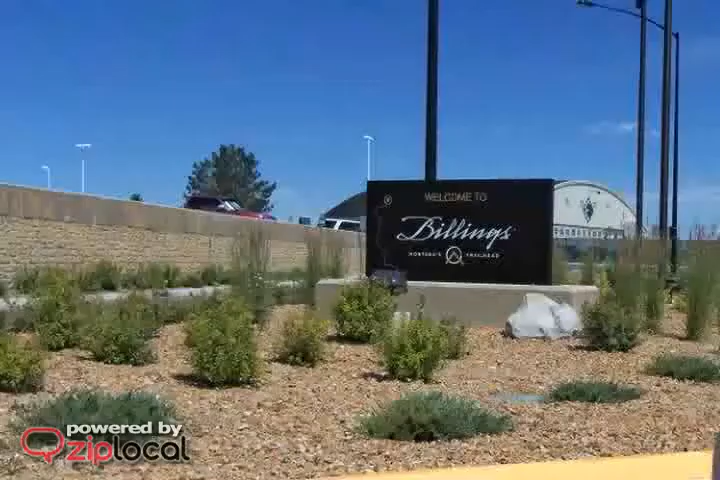 WELCOME TO
Billings
MONTANA'S TRAILHEAD
powered by
ziplocal